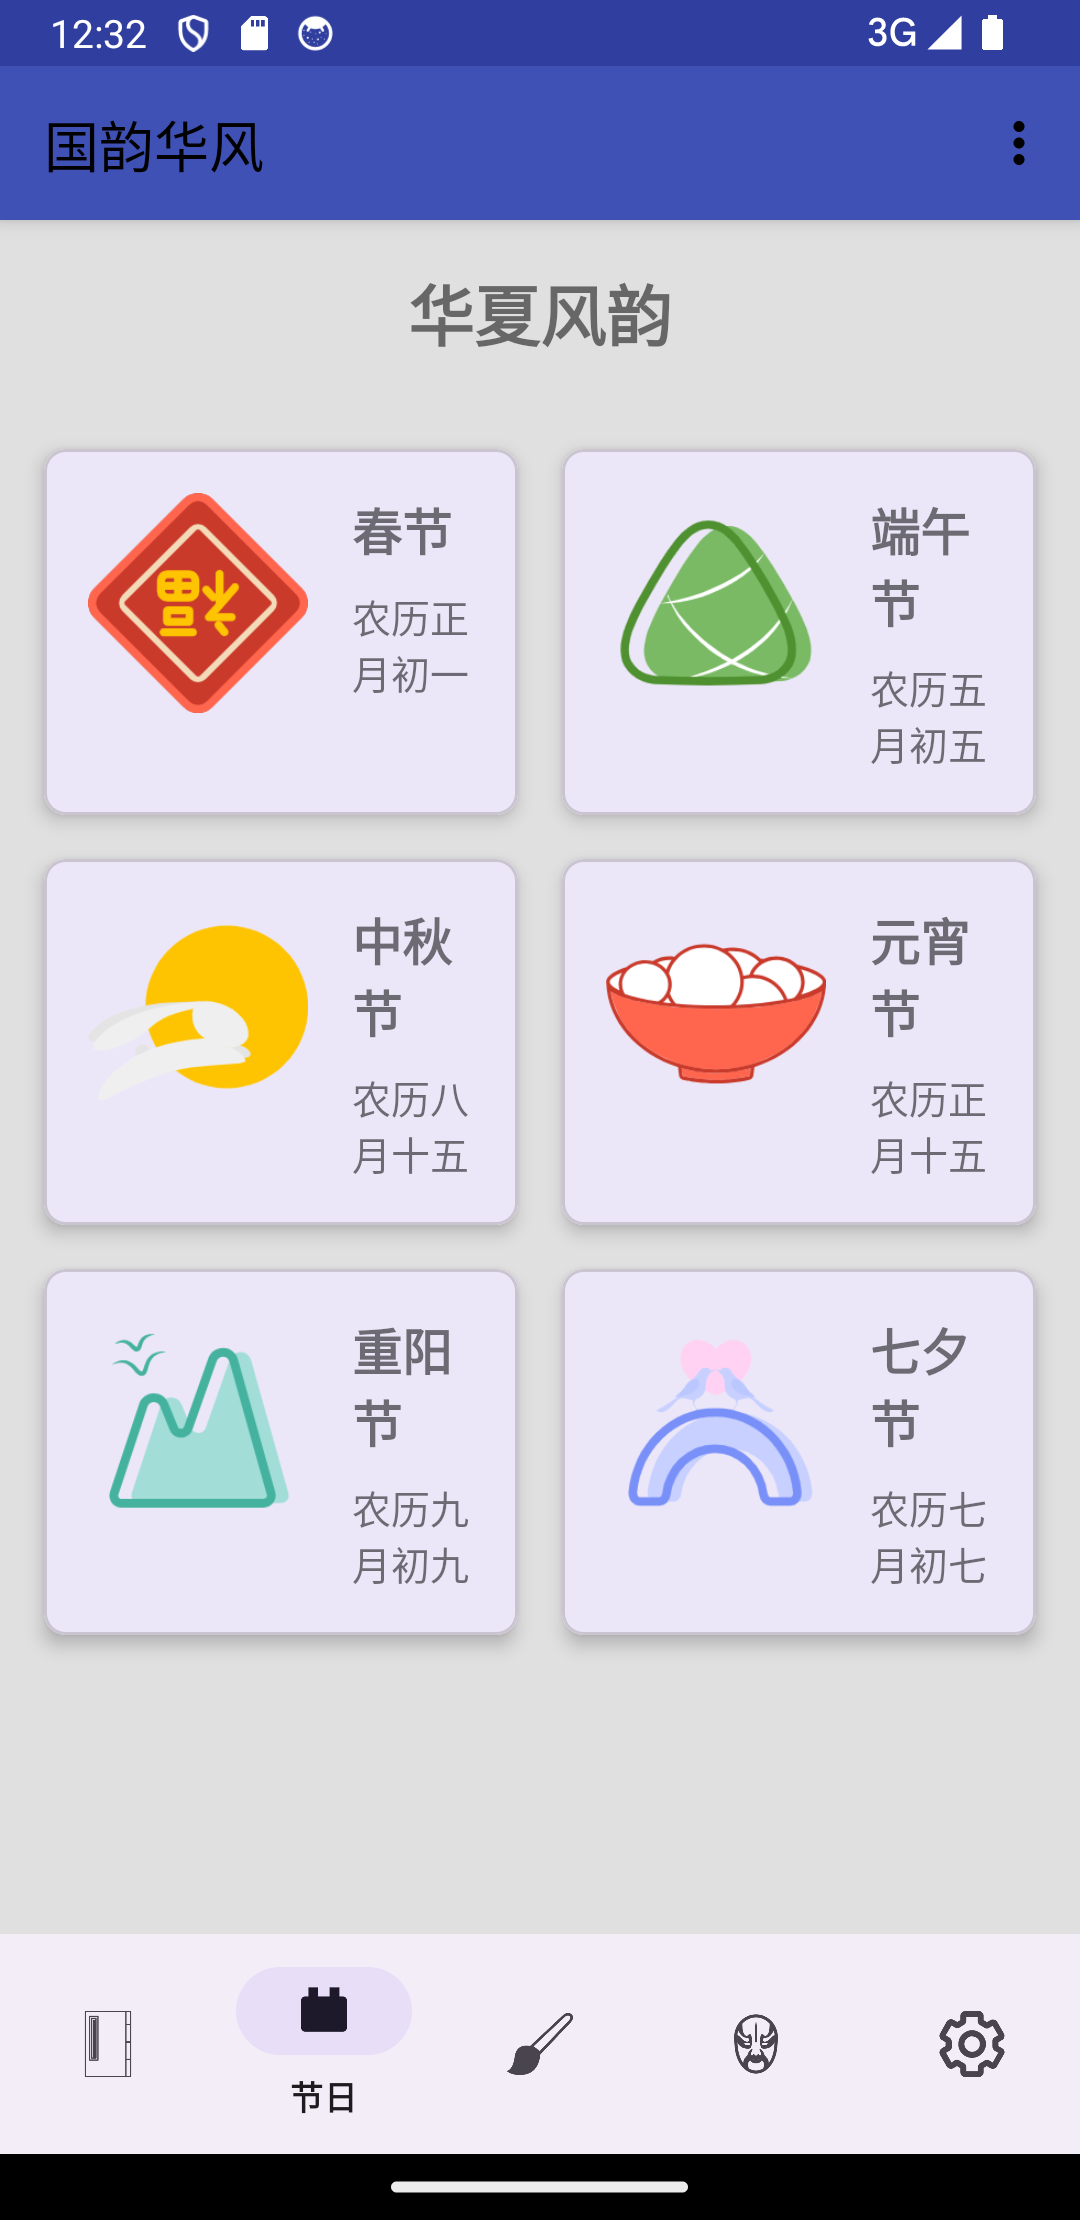 12:32
3G
国韵华风
华夏风韵
春节
农历正
月初一
端午
节
农历五
月初五
中秋
节
农历八
月十五
元宵
节
农历正
月十五
重阳
节
农历九
月初九
七夕
节
农历七
月初七
节日